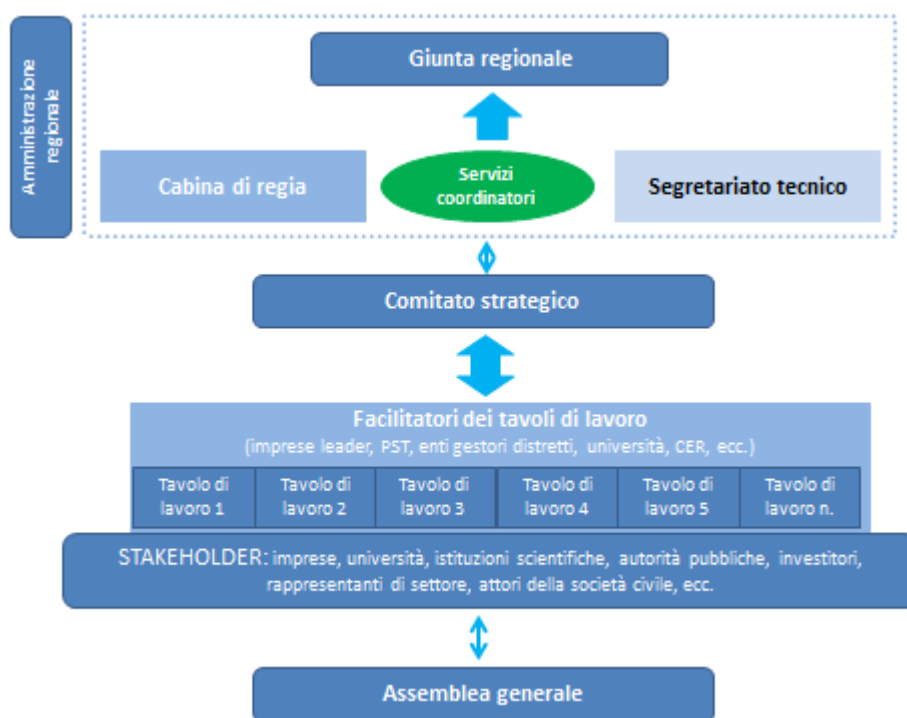 Amministrazione
regionale
Giunta regionale
Cabina di regia
Servizi
coordinatori
Segretariato tecnico
Comitato strategico
Facilitatori dei tavoli di lavoro
(imprese leader, PST, enti gestori distretti, università, CER, ecc.)
Tavolo di
lavoro 1
Tavolo di
lavoro 2
Tavolo di
lavoro 3
Tavolo di
lavoro 4
Tavolo di
lavoro 5
Tavolo di
lavoro n.
STAKEHOLDER: imprese, università, istituzioni scientifiche, autorità pubbliche, investitori,
rappresentanti di settore, attori della società civile, ecc.
Assemblea generale